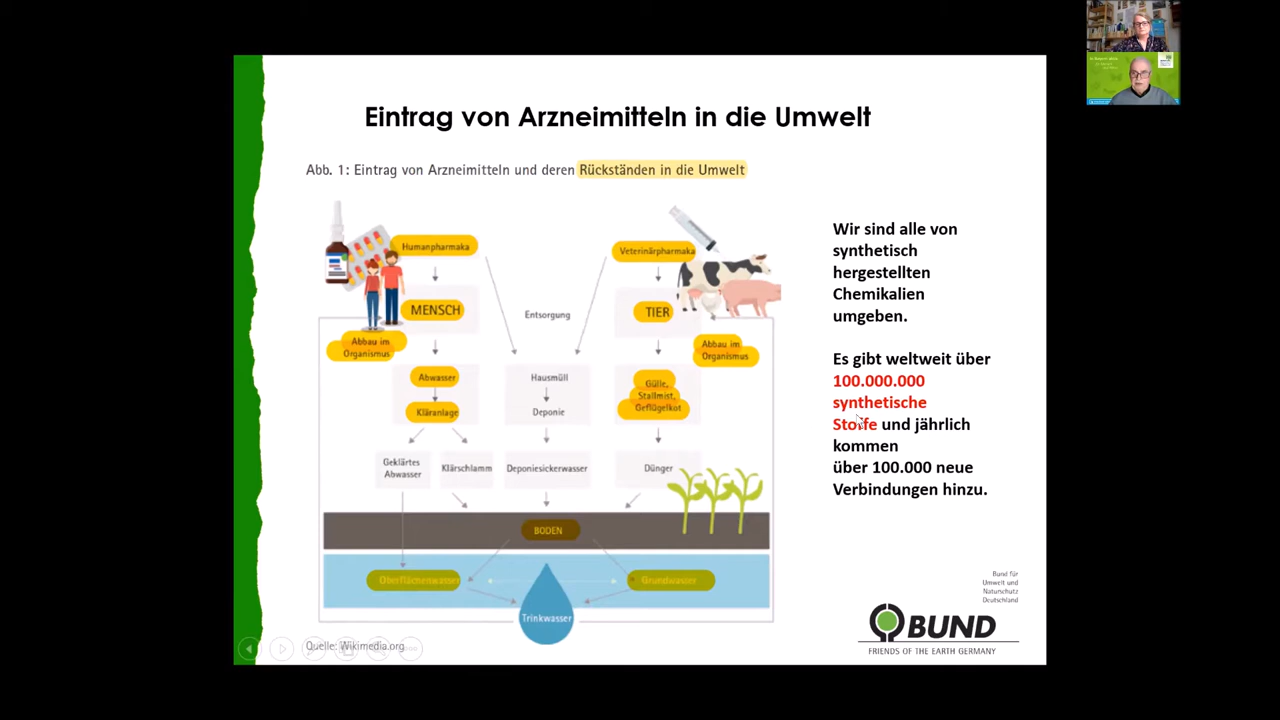 Eintrag von Arzneimitteln in die Umwelt
Abb. 1: Eintrag von Arzneimitteln und deren Rückständen in die Umwelt
Humanpharmaka
Veterinärpharmaka
MENSCH
Entsorgung
TIER
Abbau im
Organismus
Abbau im
Organismus
Abwasser
Kläranlage
Hausmüll
Deponie
Gülle,
Stallmist,
Geflügelkot
Geklärtes
Abwasser
Klärschlamm
Deponiesickerwasser
Dünger
BODEN
Oberflächenwasser
Grundwasser
Trinkwasser
Quelle: Wikimedia.org
Wir sind alle von
synthetisch
hergestellten
Chemikalien
umgeben.
Es gibt weltweit über
100.000.000
synthetische
Stoffe und jährlich
kommen
über 100.000 neue
Verbindungen hinzu.
Bund für
Umwelt und
Naturschutz
Deutschland
BUND
FRIENDS OF THE EARTH GERMANY